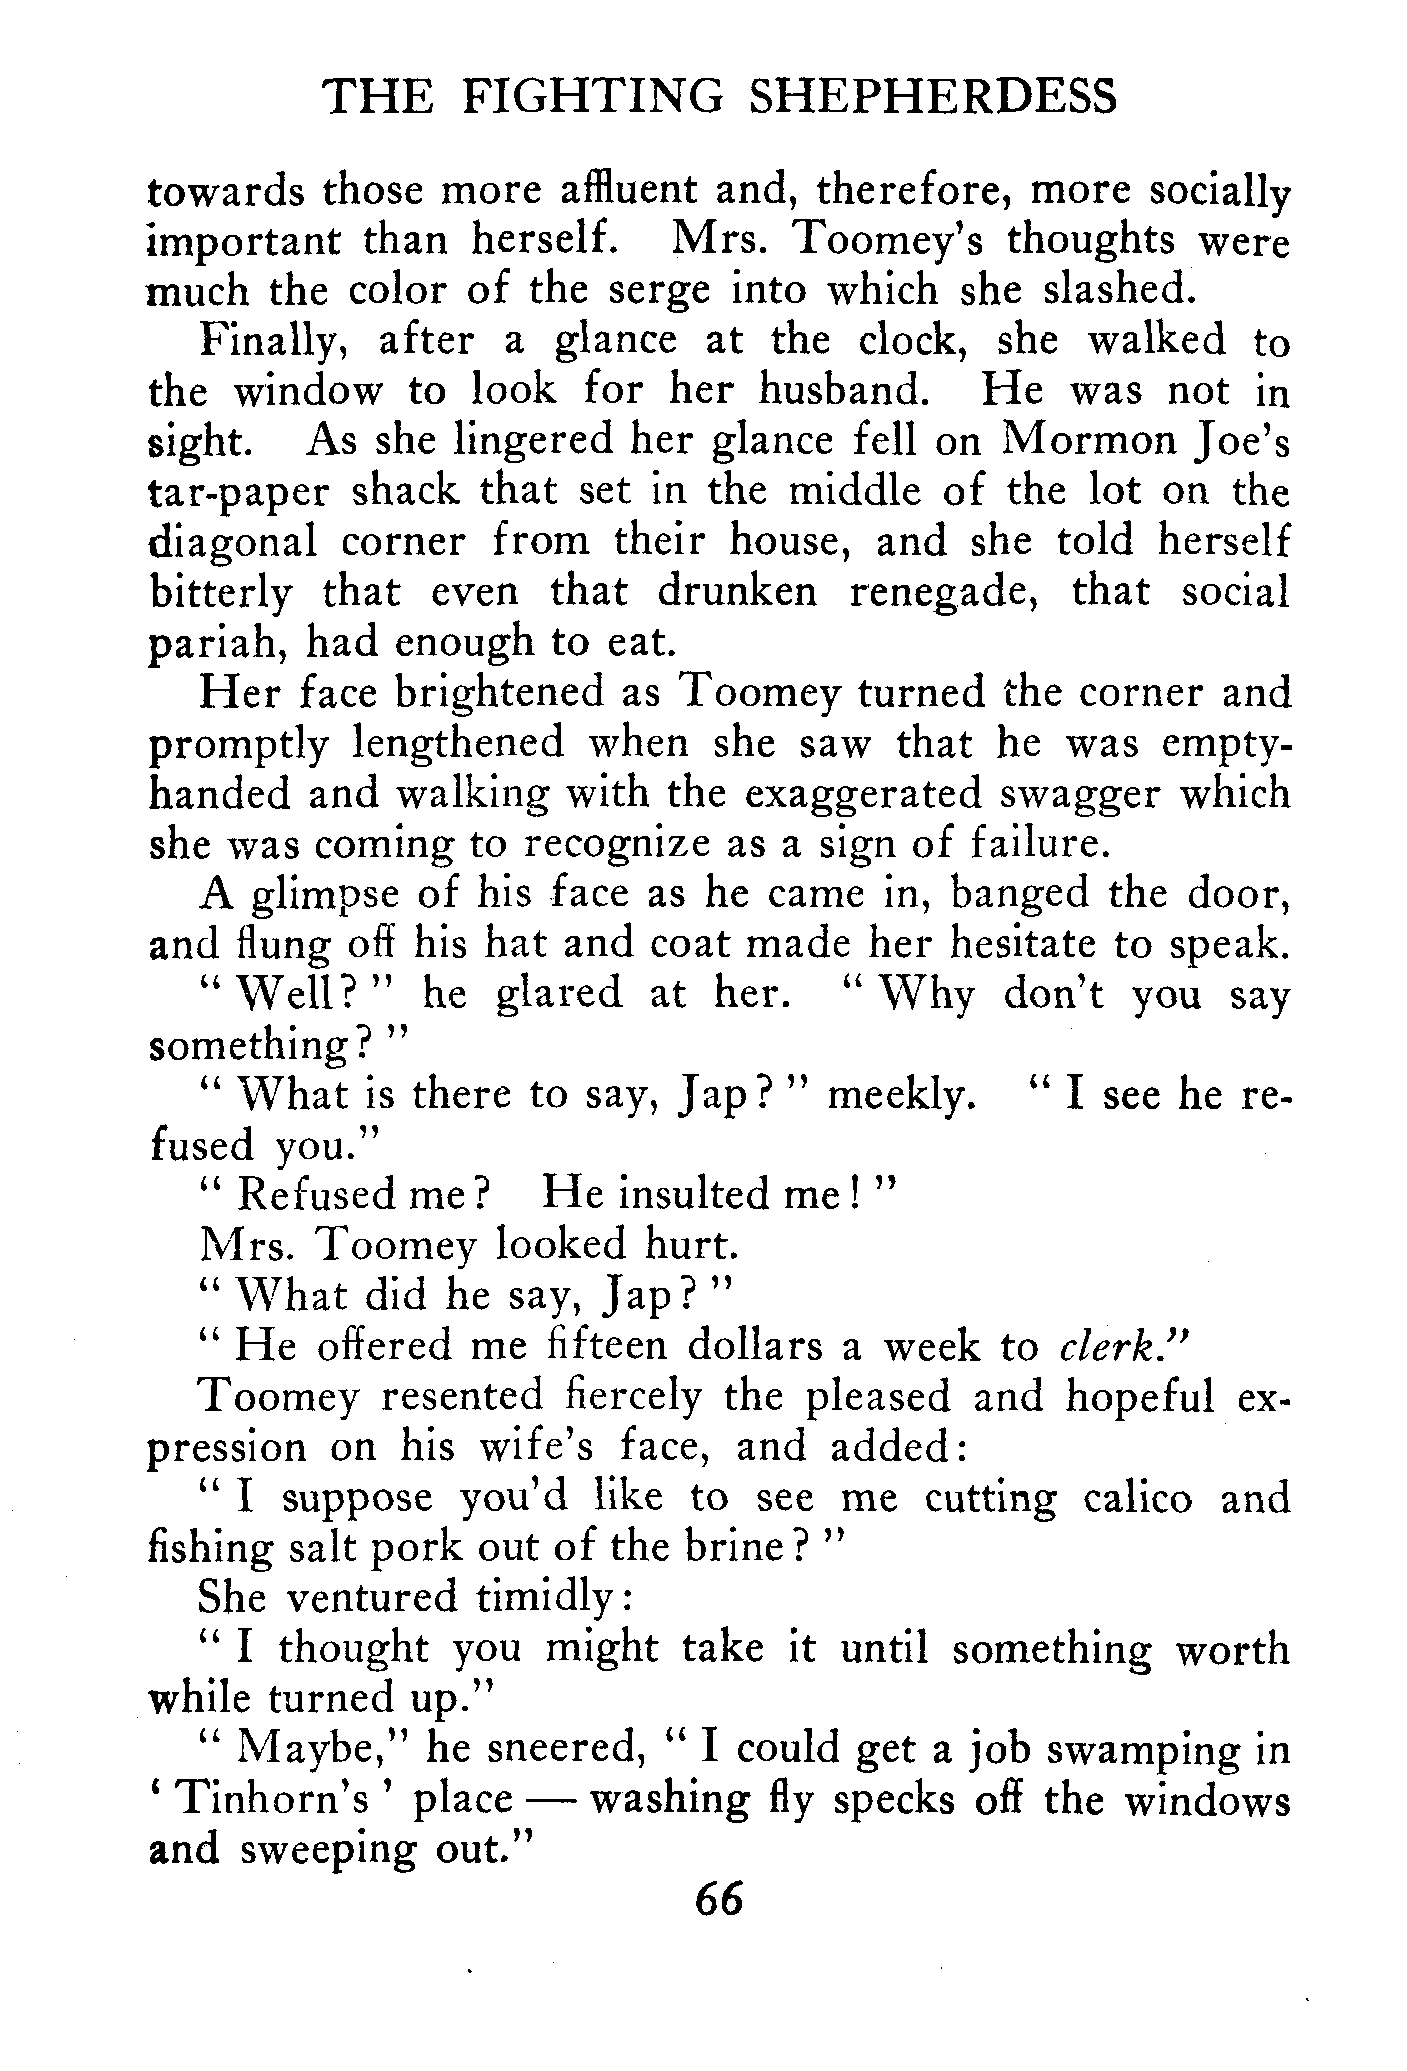 THE FIGHTING SHEPHERDESS
towards those more affluent and, therefore, more socially
important than herself. Mrs. Toomey's thoughts were
much the color of the serge into which she slashed.
Finally, after a glance at the clock, she walked to
the window to look for her husband. He was not in
sight. As she lingered her glance fell on Mormon Joe's
tar-paper shack that set in the middle of the lot on the
diagonal corner from their house, and she told herself
bitterly that even that drunken renegade, that social
pariah, had enough to eat.
Her face brightened as Toomey turned the corner and
promptly lengthened when she saw that he was empty-
handed and walking with the exaggerated swagger which
she was coming to recognize as a sign of failure.
A glimpse of his face as he came in, banged the door,
and flung off his hat and coat made her hesitate to speak.
" Well? " he glared at her. " Why don't you say
something? "
" What is there to say, Jap? " meekly. " I see he re-
fused you."
" Refused me? He insulted me! "
Mrs. Toomey looked hurt.
" What did he say, Jap? "
" He offered me fifteen dollars a week to clerk."
Toomey resented fiercely the pleased and hopeful ex-
pression on his wife's face, and added:
" I suppose you'd like to see me cutting calico and
fishing salt pork out of the brine? "
She ventured timidly:
" I thought you might take it until something worth
while turned up."
" Maybe," he sneered, " I could get a job swamping in
' Tinhorn's ' place — washing fly specks off the windows
and sweeping out."
66